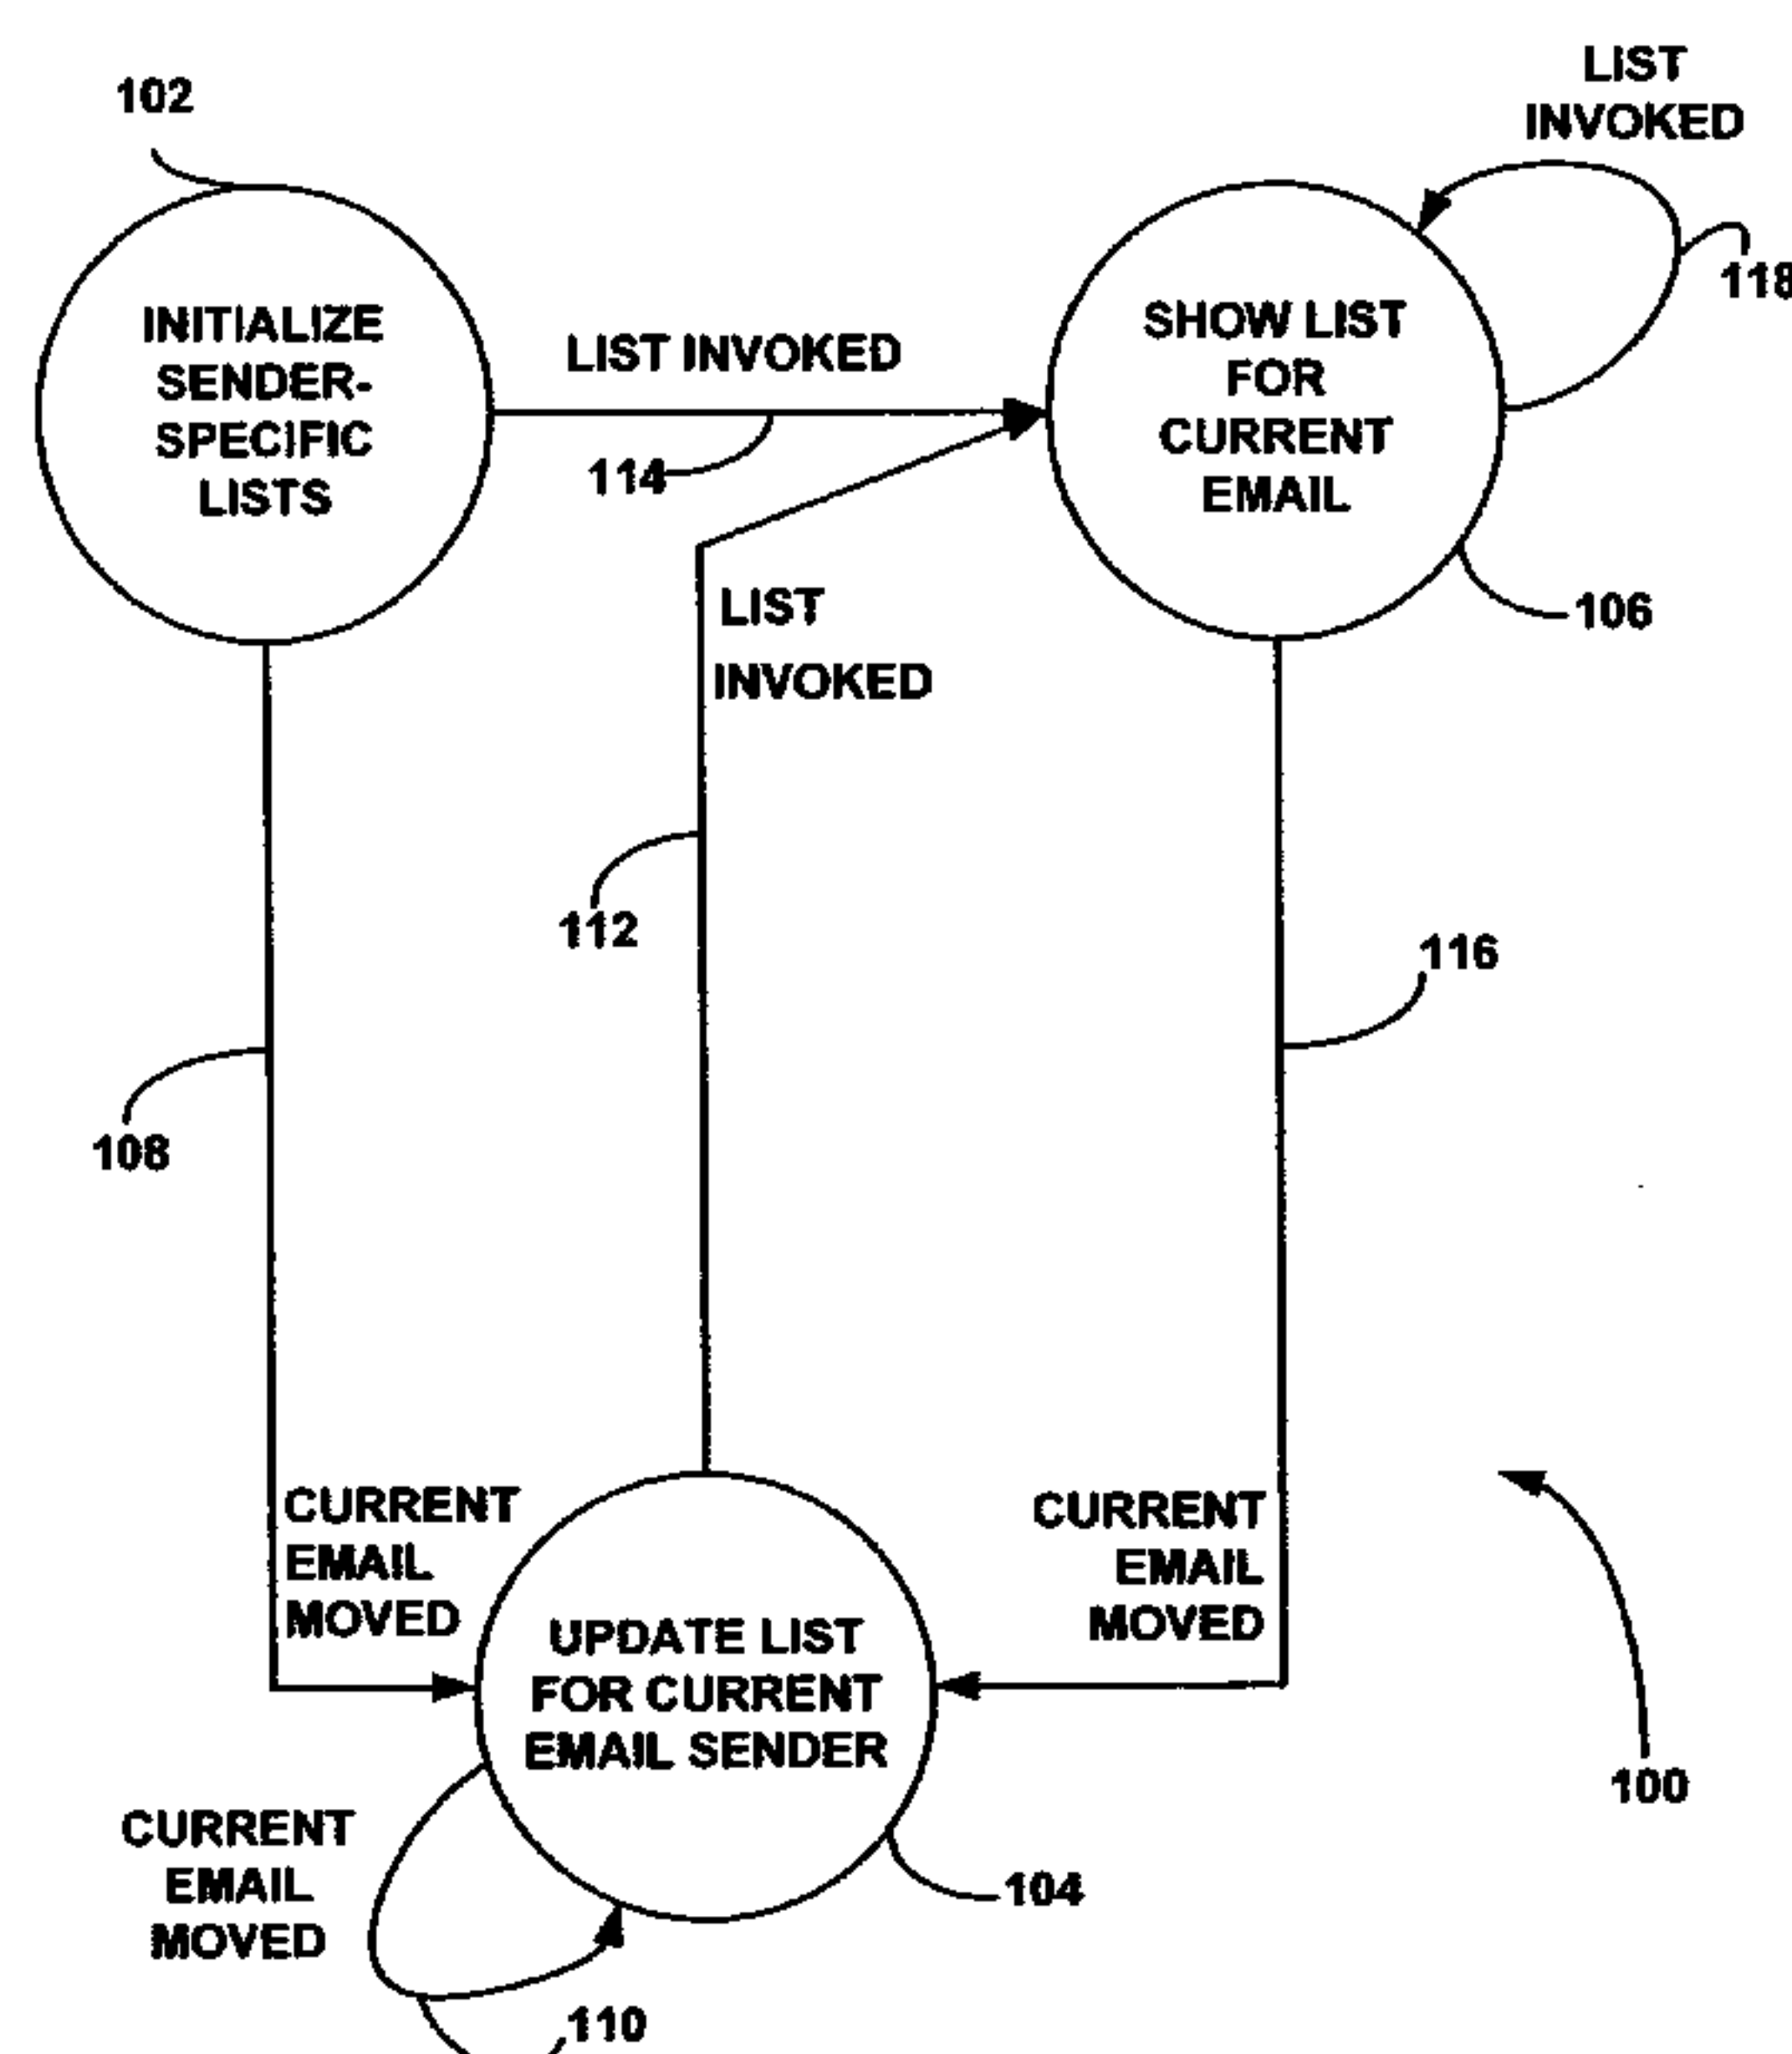 102
LIST
INVOKED
118
INITIALIZE
SENDER-
SPECIFIC
LISTS
LIST INVOKED
114
SHOW LIST
FOR
CURRENT
EMAIL
106
LIST
INVOKED
112
116
108
CURRENT
EMAIL
MOVED
CURRENT
EMAIL
MOVED
UPDATE LIST
FOR CURRENT
EMAIL SENDER
100
CURRENT
EMAIL
MOVED
104
110